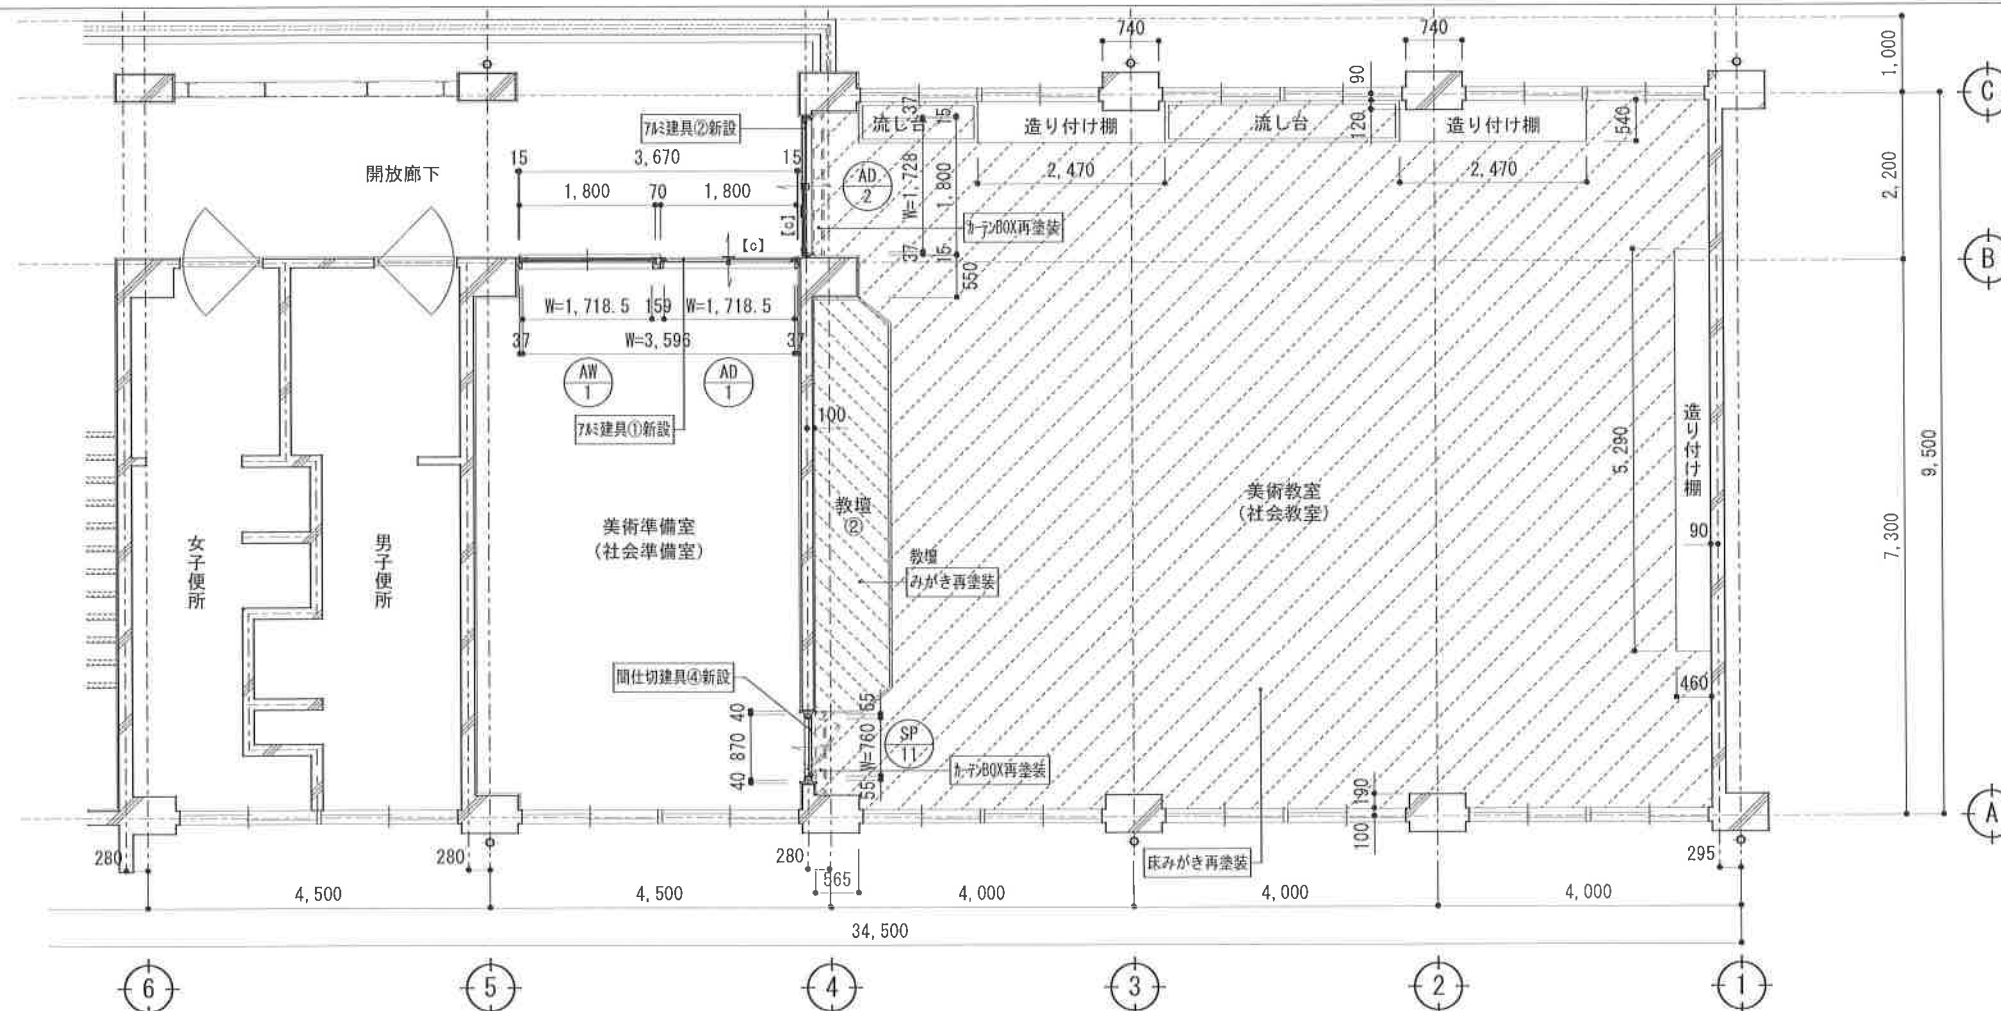 740
740
1,000
C
アルミ建具②新設
流し台
造り付け棚
流し台
造り付け棚
90
120
540
37
15
15
3,670
15
開放廊下
1,800
70
1,800
AD
2
W=1,728
1,800
2,470
2,470
2,200
カーテンBOX再塗装
【c】
【c】
37
15
550
B
W=1,718.5
159
W=1,718.5
37
W=3,596
37
AW
1
AD
1
アルミ建具①新設
100
造り付け棚
5,290
9,500
美術準備室
(社会準備室)
教壇
②
美術教室
(社会教室)
90
7,300
女子便所
男子便所
教壇
みがき再塗装
間仕切建具④新設
460
40
870
40
55
W=760
55
SP
11
カーテンBOX再塗装
190
100
A
床みがき再塗装
280
280
280
565
295
4,500
4,500
4,000
4,000
4,000
34,500
6
5
4
3
2
1